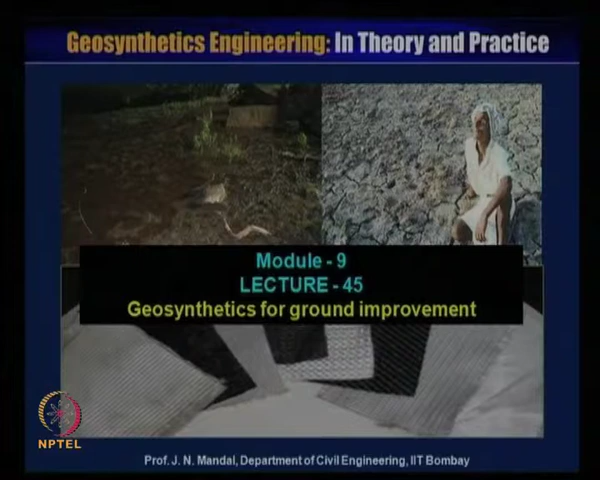 Geosynthetics Engineering: In Theory and Practice
Module - 9
LECTURE - 45
Geosynthetics for ground improvement
NPTEL
Prof. J. N. Mandal, Department of Civil Engineering, IIT Bombay